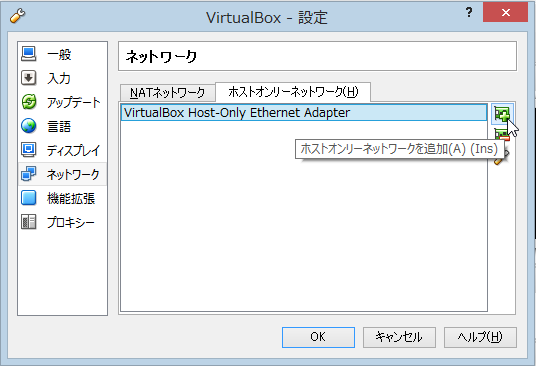 VirtualBox - 設定
?
一般
入力
アップデート
言語
ディスプレイ
ネットワーク
機能拡張
プロキシー
ネットワーク
NATネットワーク
ホストオンリーネットワーク(H)
VirtualBox Host-Only Ethernet Adapter
ホストオンリーネットワークを追加(A) (Ins)
OK
キャンセル
ヘルプ(H)